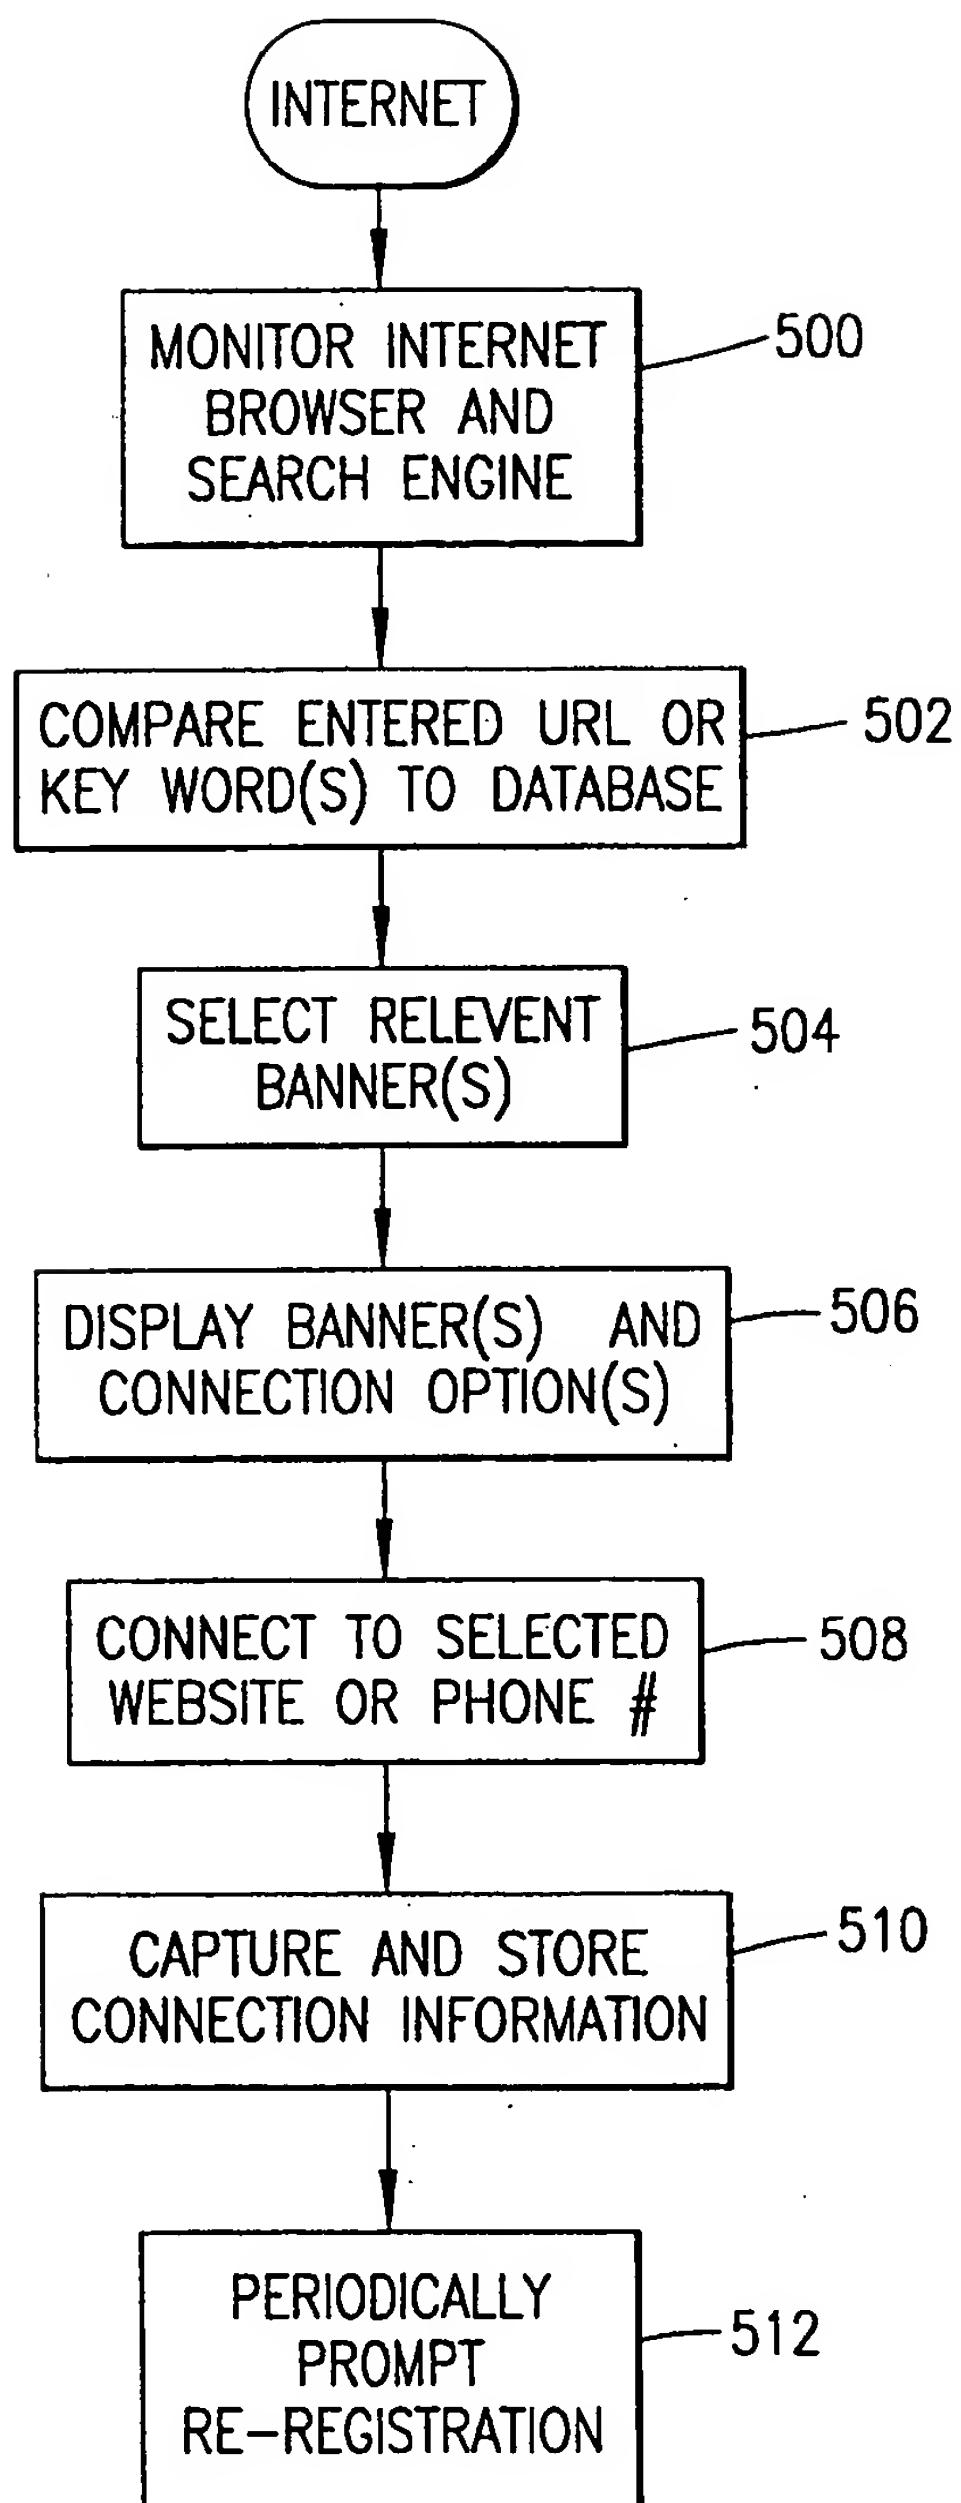 INTERNET
MONITOR INTERNET
BROWSER AND
SEARCH ENGINE
500
COMPARE ENTERED URL OR
KEY WORD(S) TO DATABASE
502
SELECT RELEVENT
BANNER(S)
504
DISPLAY BANNER(S) AND
CONNECTION OPTION(S)
506
CONNECT TO SELECTED
WEBSITE OR PHONE #
508
CAPTURE AND STORE
CONNECTION INFORMATION
510
PERIODICALLY
PROMPT
RE-REGISTRATION
512